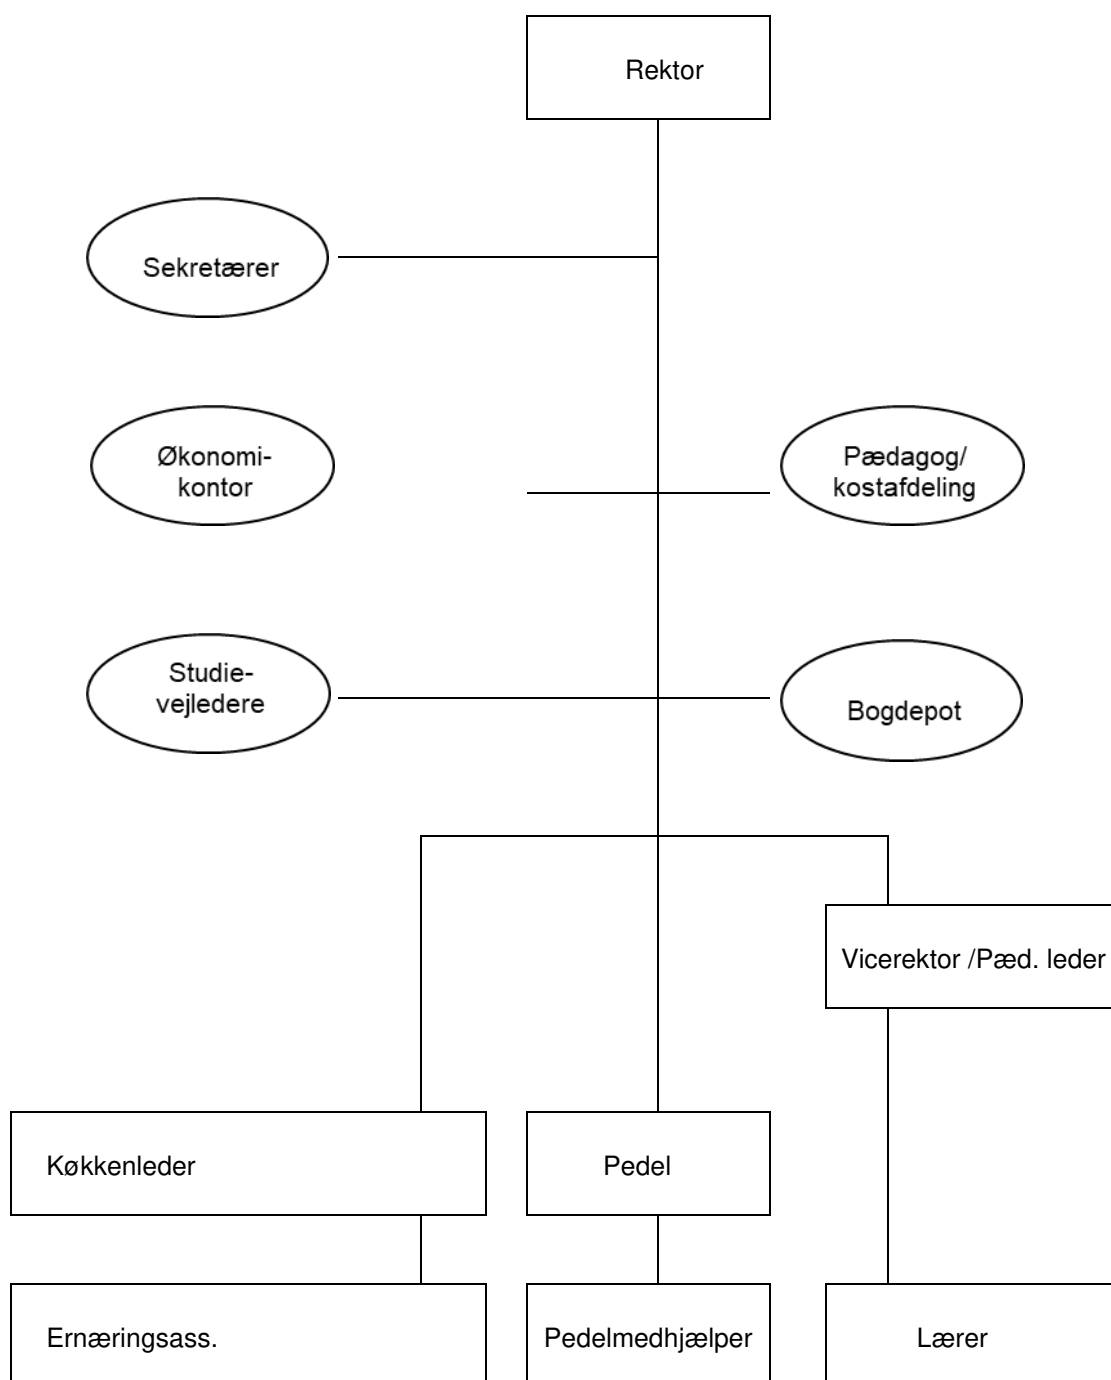 Rektor
Sekretærer
Økonomi-
kontor
Pædagog/
kostafdeling
Studie-
vejledere
Bogdepot
Vicerektor /Pæd. leder
Køkkenleder
Pedel
Ernæringsass.
Pedelmedhjælper
Lærer